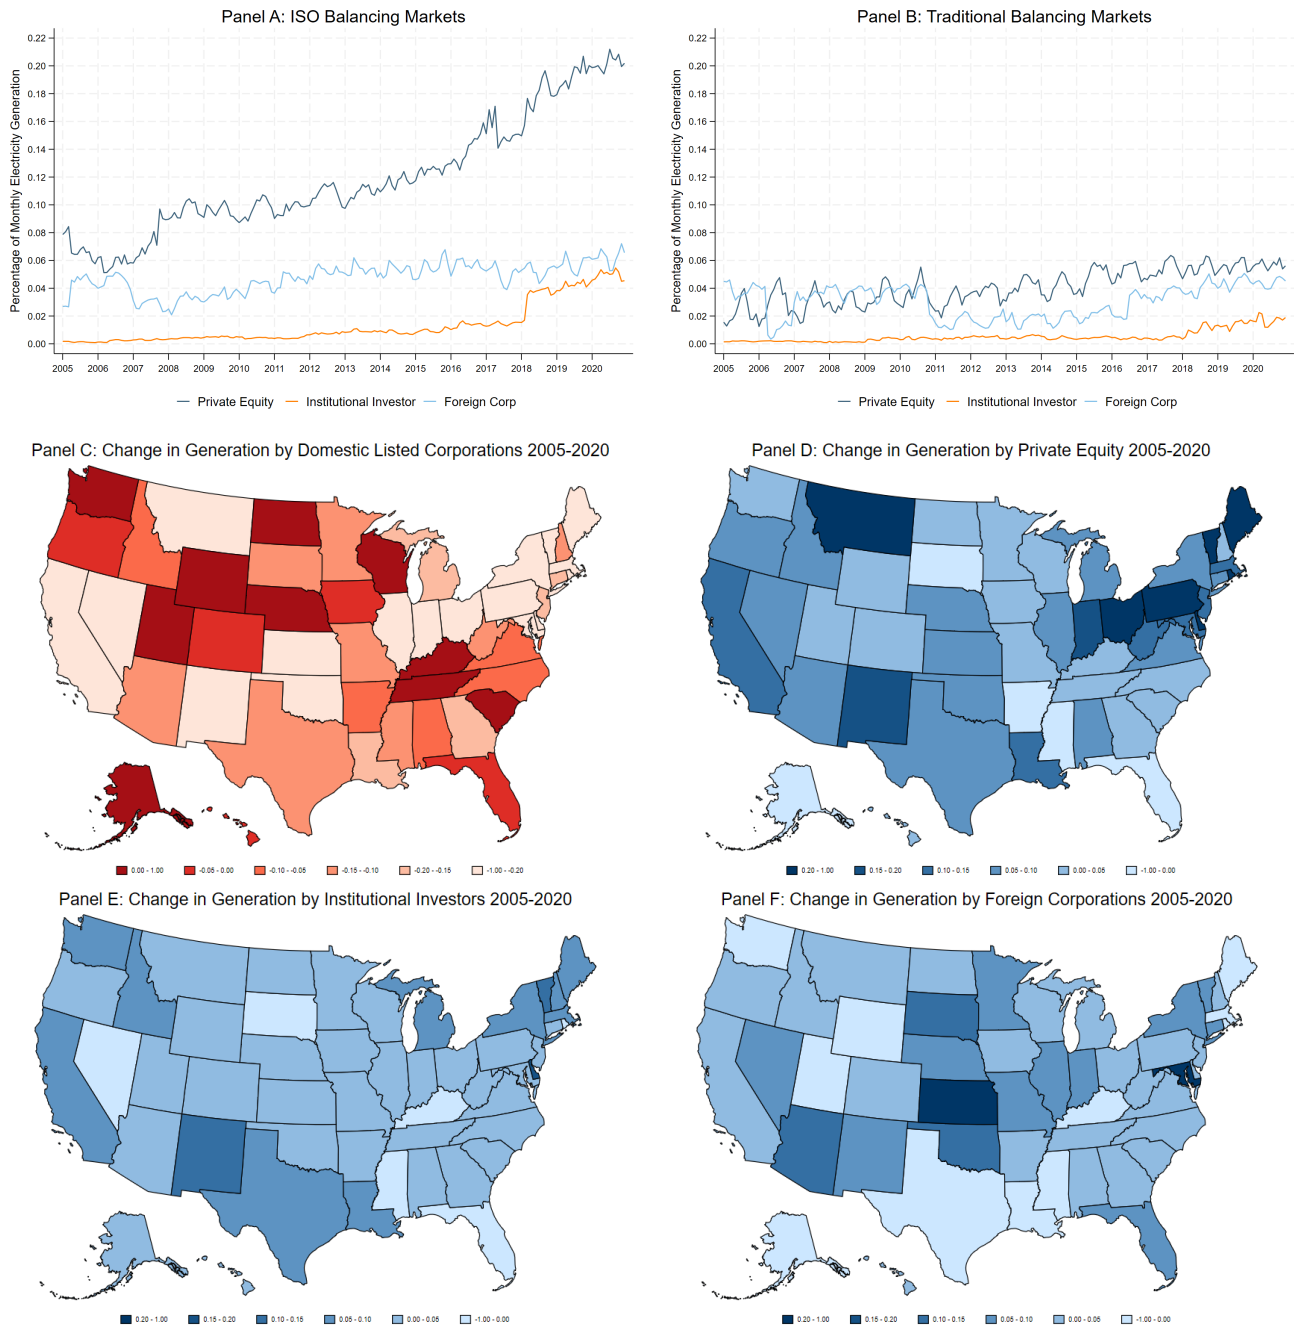 Panel A: ISO Balancing Markets
Percentage of Monthly Electricity Generation
0.22
0.20
0.18
0.16
0.14
0.12
0.10
0.08
0.06
0.04
0.02
0.00
2005 2006 2007 2008 2009 2010 2011 2012 2013 2014 2015 2016 2017 2018 2019 2020
Private Equity Institutional Investor Foreign Corp
Panel B: Traditional Balancing Markets
Percentage of Monthly Electricity Generation
0.22
0.20
0.18
0.16
0.14
0.12
0.10
0.08
0.06
0.04
0.02
0.00
2005 2006 2007 2008 2009 2010 2011 2012 2013 2014 2015 2016 2017 2018 2019 2020
Private Equity Institutional Investor Foreign Corp
Panel C: Change in Generation by Domestic Listed Corporations 2005-2020
0.00 - 1.00 -0.05 - 0.00 -0.10 - -0.05 -0.15 - -0.10 -0.20 - -0.15 -1.00 - -0.20
Panel D: Change in Generation by Private Equity 2005-2020
0.20 - 1.00 0.15 - 0.20 0.10 - 0.15 0.05 - 0.10 0.00 - 0.05 -1.00 - 0.00
Panel E: Change in Generation by Institutional Investors 2005-2020
0.20 - 1.00 0.15 - 0.20 0.10 - 0.15 0.05 - 0.10 0.00 - 0.05 -1.00 - 0.00
Panel F: Change in Generation by Foreign Corporations 2005-2020
0.20 - 1.00 0.15 - 0.20 0.10 - 0.15 0.05 - 0.10 0.00 - 0.05 -1.00 - 0.00